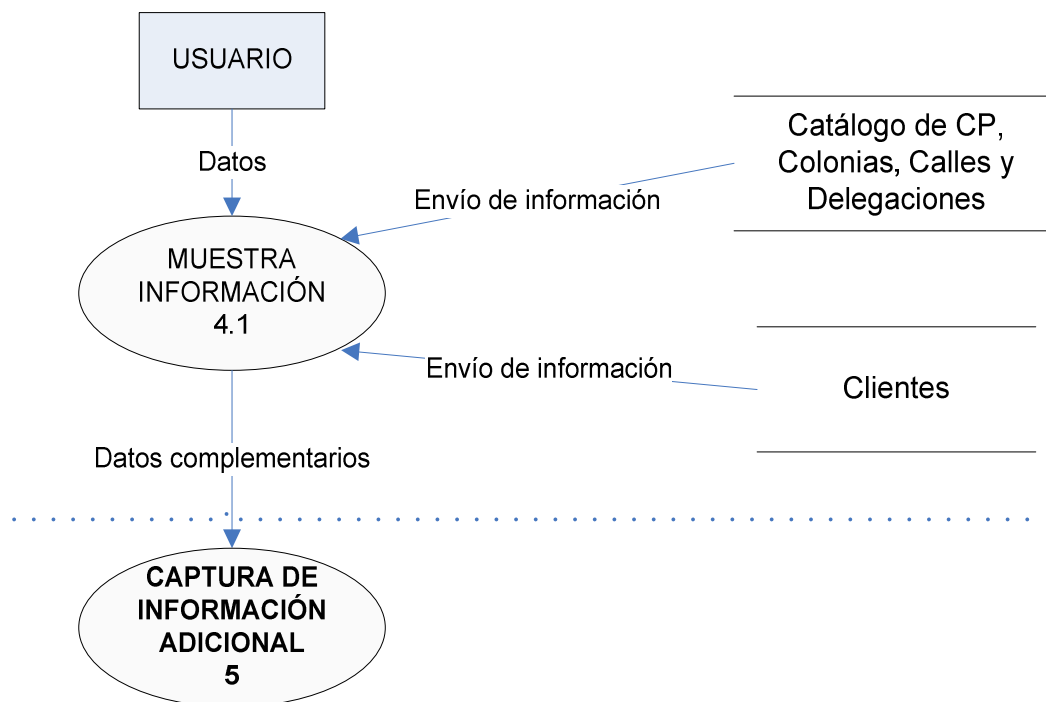 USUARIO
Datos
Catálogo de CP,
Colonias, Calles y
Delegaciones
Envío de información
MUESTRA
INFORMACIÓN
4.1
Envío de información
Clientes
Datos complementarios
CAPTURA DE
INFORMACIÓN
ADICIONAL
5